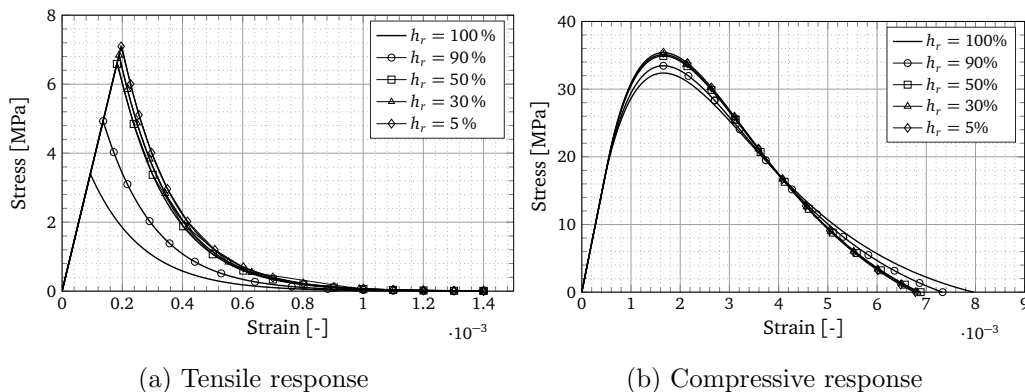 8
6
4
2
0
Stress [MPa]
0 0.2 0.4 0.6 0.8 1.0 1.2 1.4
Strain [-]
·10⁻³
h_r = 100 %
h_r = 90 %
h_r = 50 %
h_r = 30 %
h_r = 5 %
(a) Tensile response
40
30
20
10
0
Stress [MPa]
0 1 2 3 4 5 6 7 8 9
Strain [-]
·10⁻³
h_r = 100%
h_r = 90%
h_r = 50%
h_r = 30%
h_r = 5%
(b) Compressive response